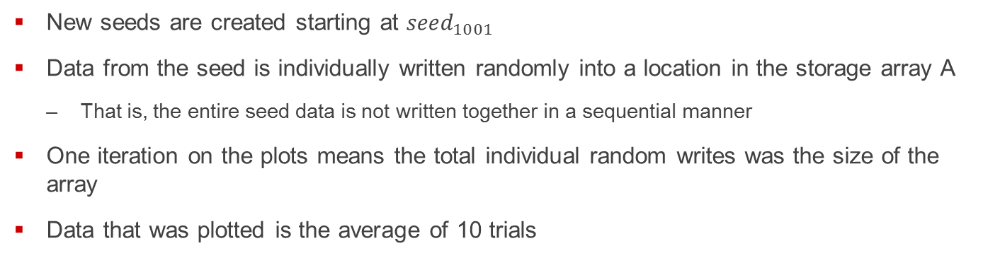 ▪ New seeds are created starting at seed₁₀₀₁
▪ Data from the seed is individually written randomly into a location in the storage array A
– That is, the entire seed data is not written together in a sequential manner
▪ One iteration on the plots means the total individual random writes was the size of the
array
▪ Data that was plotted is the average of 10 trials